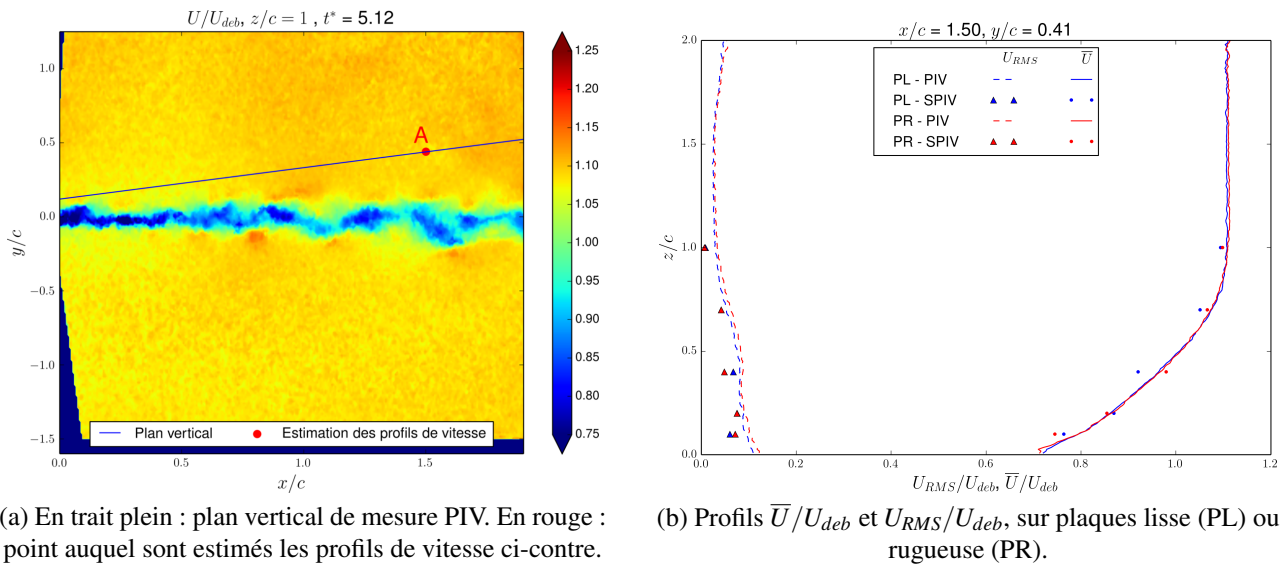 U/U_deb, z/c = 1 , t* = 5.12
1.0
0.5
0.0
−0.5
−1.0
−1.5
y/c
A
Plan vertical
Estimation des profils de vitesse
0.0
0.5
1.0
1.5
x/c
1.25
1.20
1.15
1.10
1.05
1.00
0.95
0.90
0.85
0.80
0.75
(a) En trait plein : plan vertical de mesure PIV. En rouge :
point auquel sont estimés les profils de vitesse ci-contre.
x/c = 1.50, y/c = 0.41
2.0
1.5
1.0
0.5
0.0
z/c
U_RMS U̅
PL - PIV
PL - SPIV
PR - PIV
PR - SPIV
0.0
0.2
0.4
0.6
0.8
1.0
1.2
U_RMS/U_deb, U̅/U_deb
(b) Profils U̅/U_deb et U_RMS/U_deb, sur plaques lisse (PL) ou
rugueuse (PR).